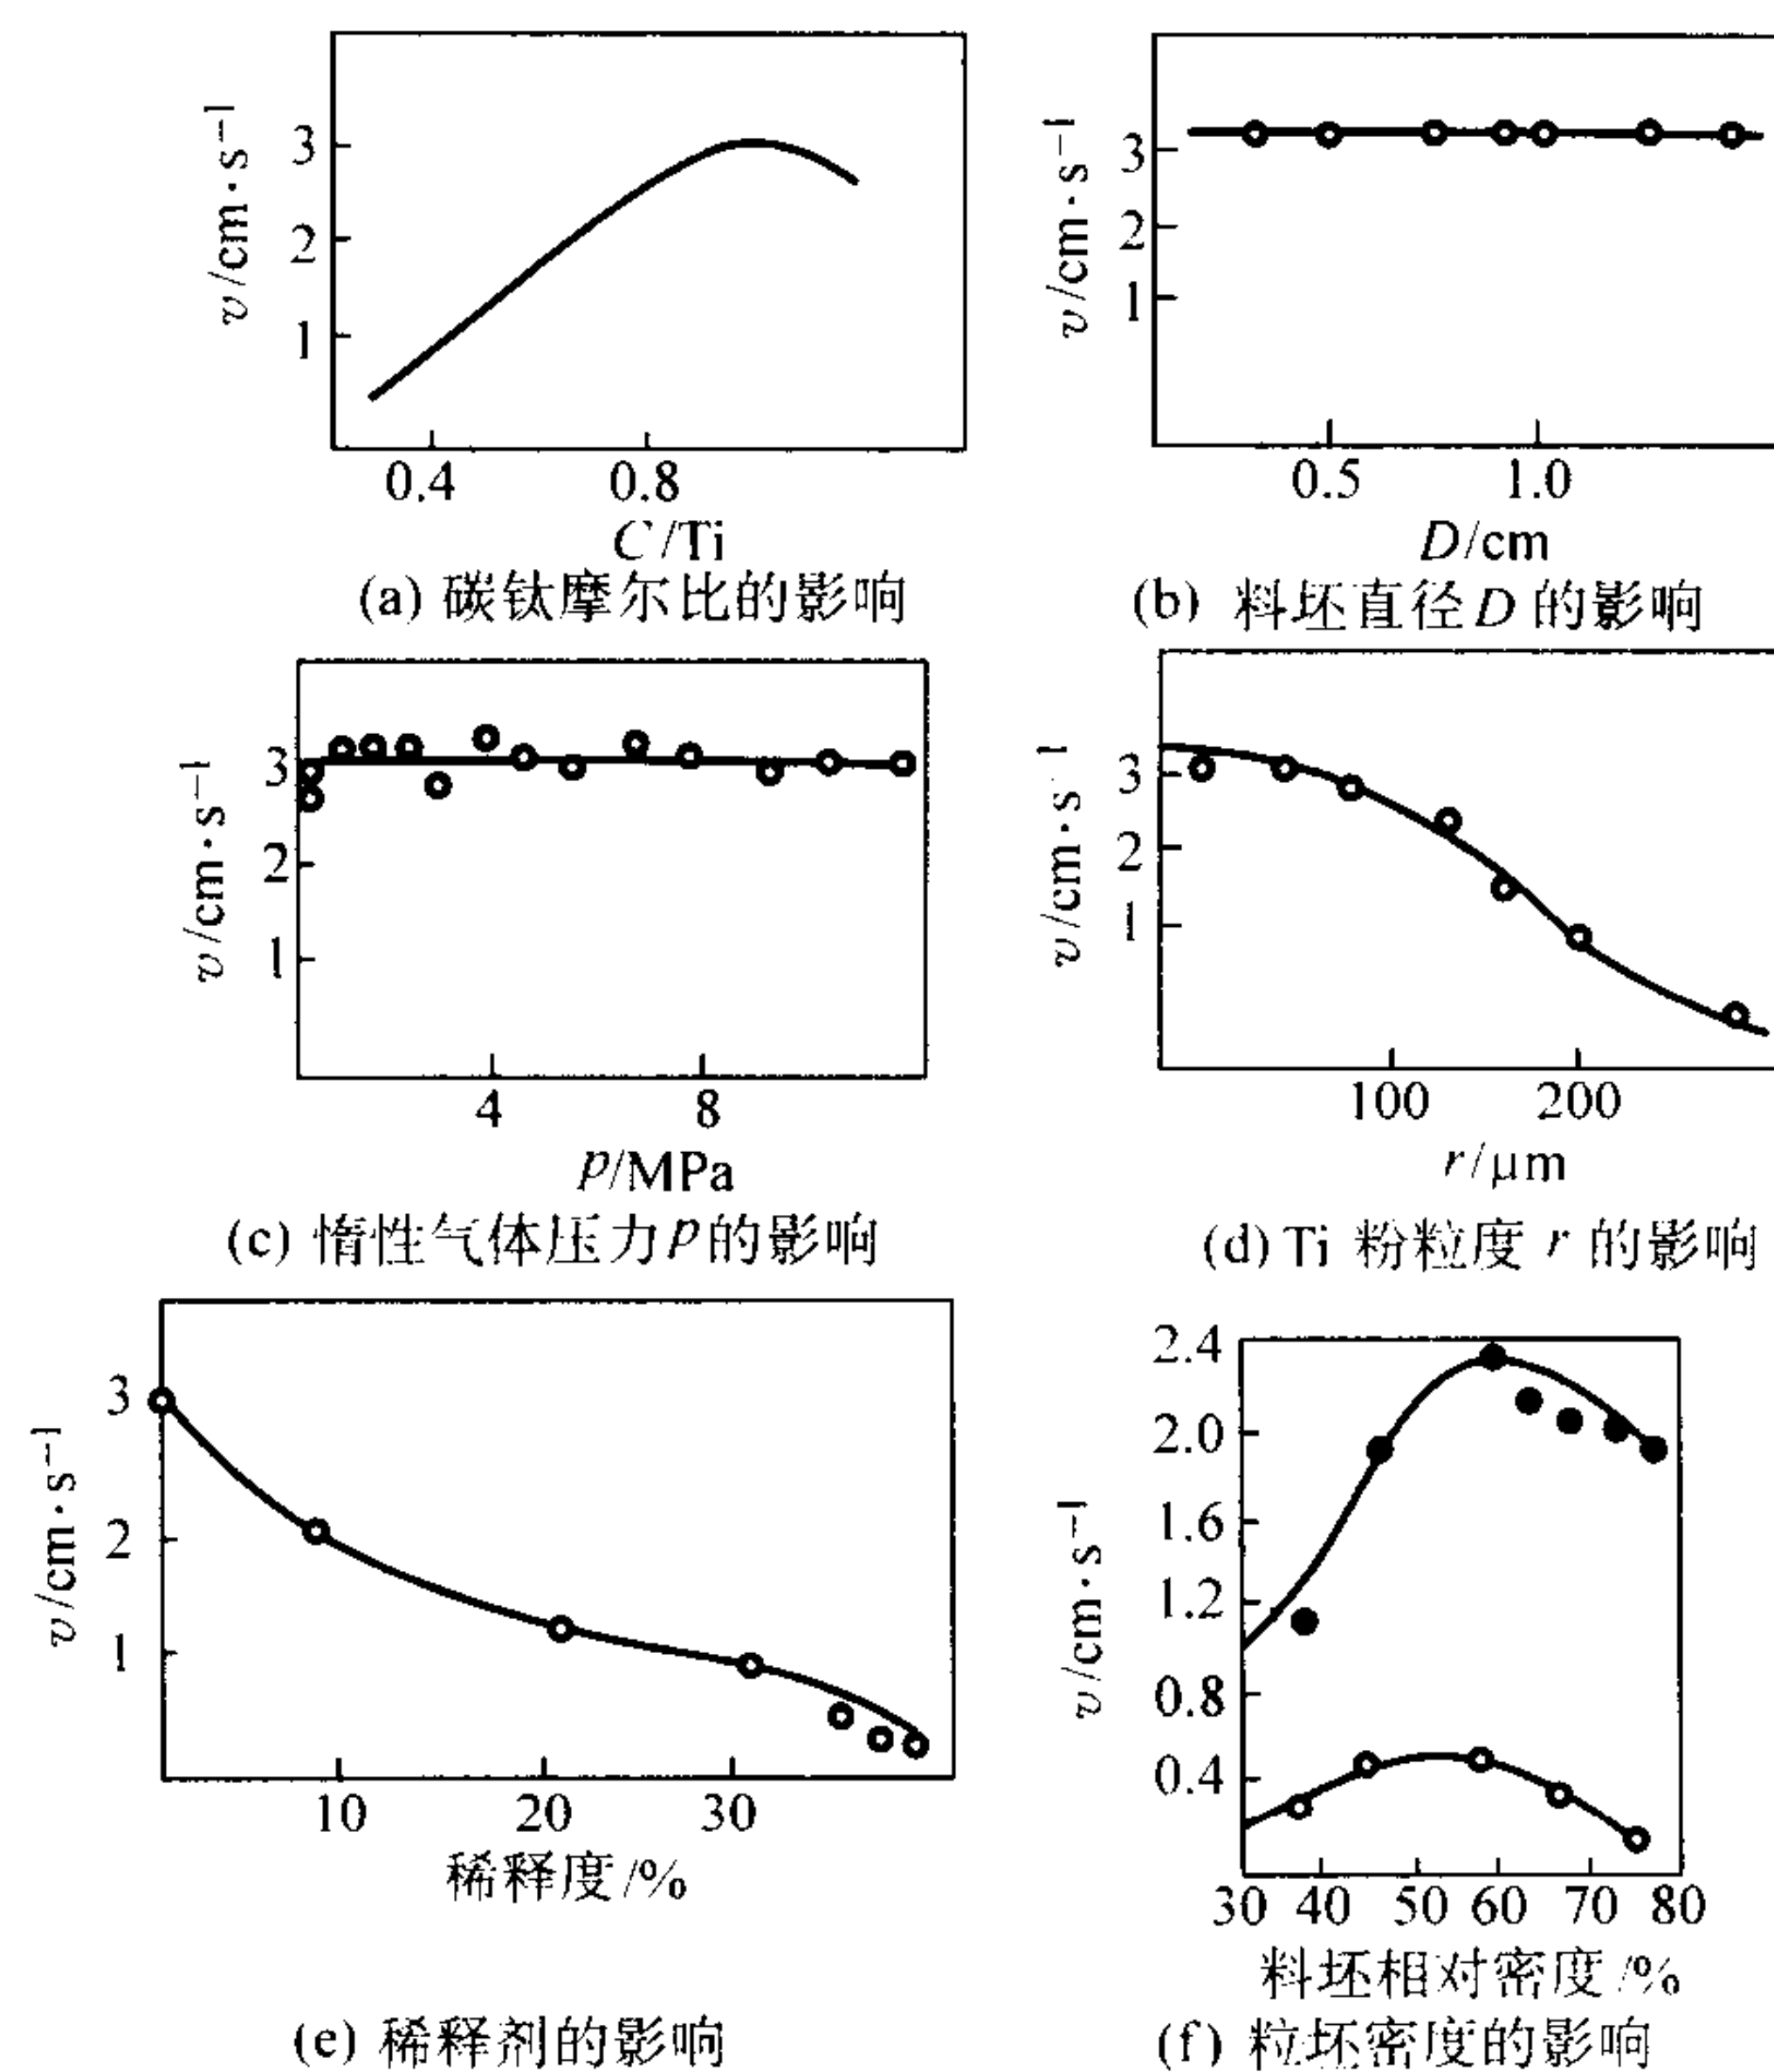 v/cm·s⁻¹
3
2
1
0.4 0.8
C/Ti
(a) 碳钛摩尔比的影响
v/cm·s⁻¹
3
2
1
0.5 1.0
D/cm
(b) 料坯直径D的影响
v/cm·s⁻¹
3
2
1
4 8
p/MPa
(c) 惰性气体压力p的影响
v/cm·s⁻¹
3
2
1
100 200
r/μm
(d) Ti 粉粒度 r 的影响
v/cm·s⁻¹
3
2
1
10 20 30
稀释度/%
(e) 稀释剂的影响
v/cm·s⁻¹
2.4
2.0
1.6
1.2
0.8
0.4
30 40 50 60 70 80
料坯相对密度/%
(f) 粒坯密度的影响